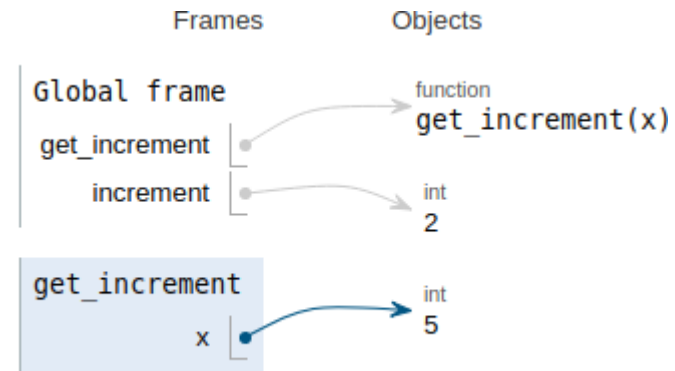 Frames Objects
Global frame
function
get_increment(x)
get_increment
increment
int
2
get_increment
x
int
5